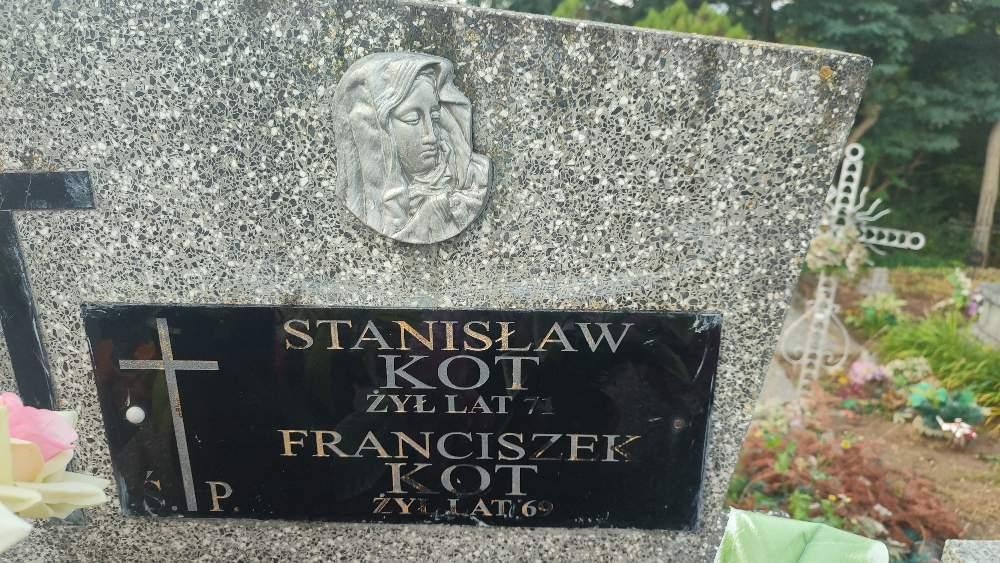 STANISŁAW
KOT
ŻYŁ LAT 71
FRANCISZEK
KOT
ŻYŁ LAT 69
Ś. P.